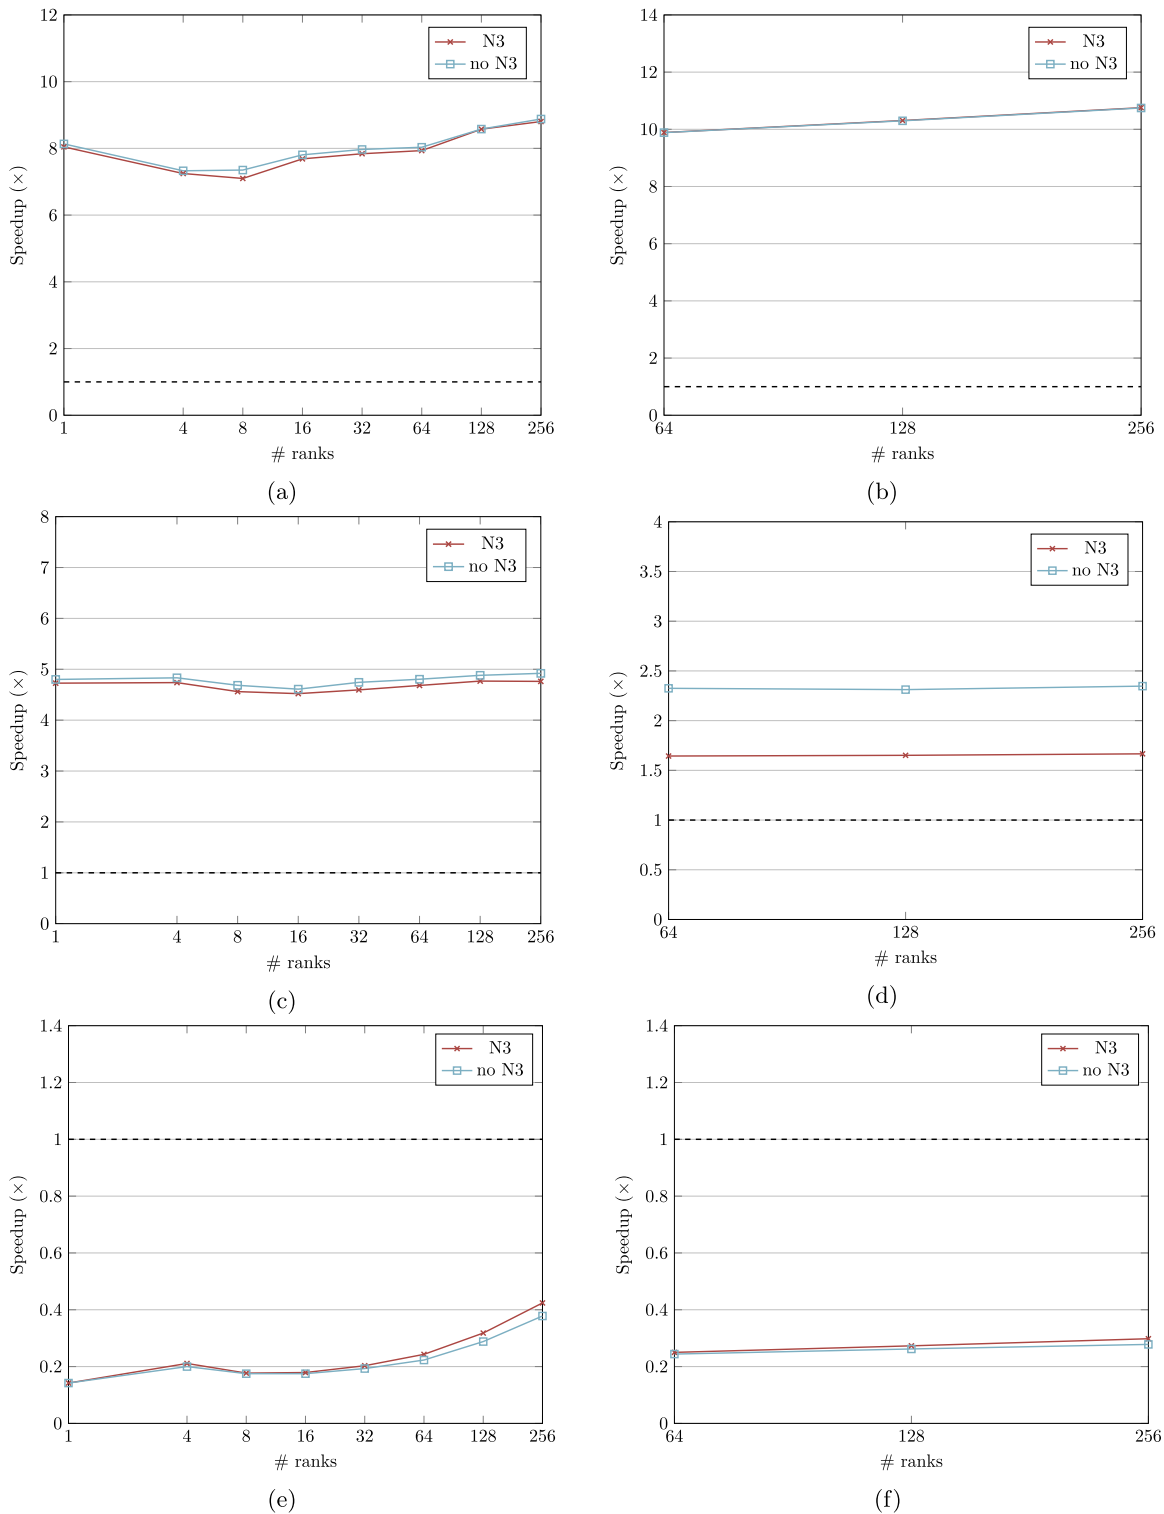 12
10
8
6
4
2
0
Speedup (×)
N3
no N3
1 4 8 16 32 64 128 256
# ranks
(a)
14
12
10
8
6
4
2
0
Speedup (×)
N3
no N3
64 128 256
# ranks
(b)
8
7
6
5
4
3
2
1
0
Speedup (×)
N3
no N3
1 4 8 16 32 64 128 256
# ranks
(c)
4
3.5
3
2.5
2
1.5
1
0.5
0
Speedup (×)
N3
no N3
64 128 256
# ranks
(d)
1.4
1.2
1
0.8
0.6
0.4
0.2
0
Speedup (×)
N3
no N3
1 4 8 16 32 64 128 256
# ranks
(e)
1.4
1.2
1
0.8
0.6
0.4
0.2
0
Speedup (×)
N3
no N3
64 128 256
# ranks
(f)